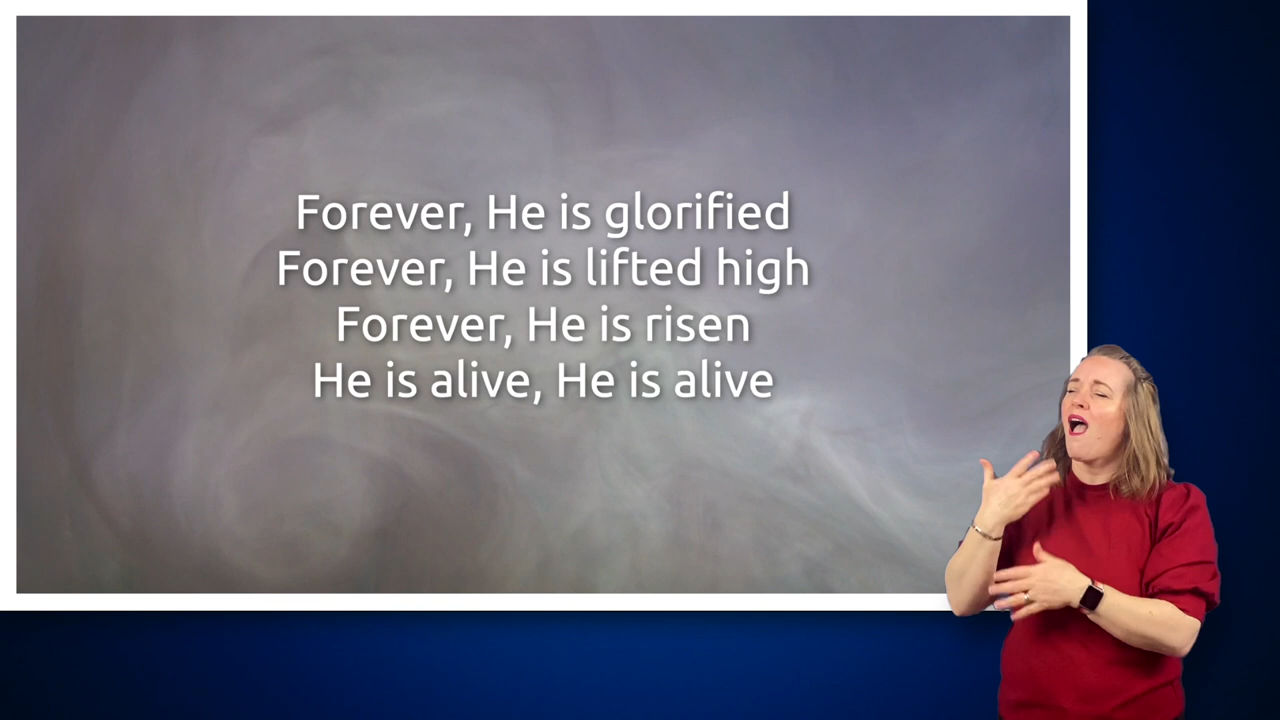 Forever, He is glorified
Forever, He is lifted high
Forever, He is risen
He is alive, He is alive